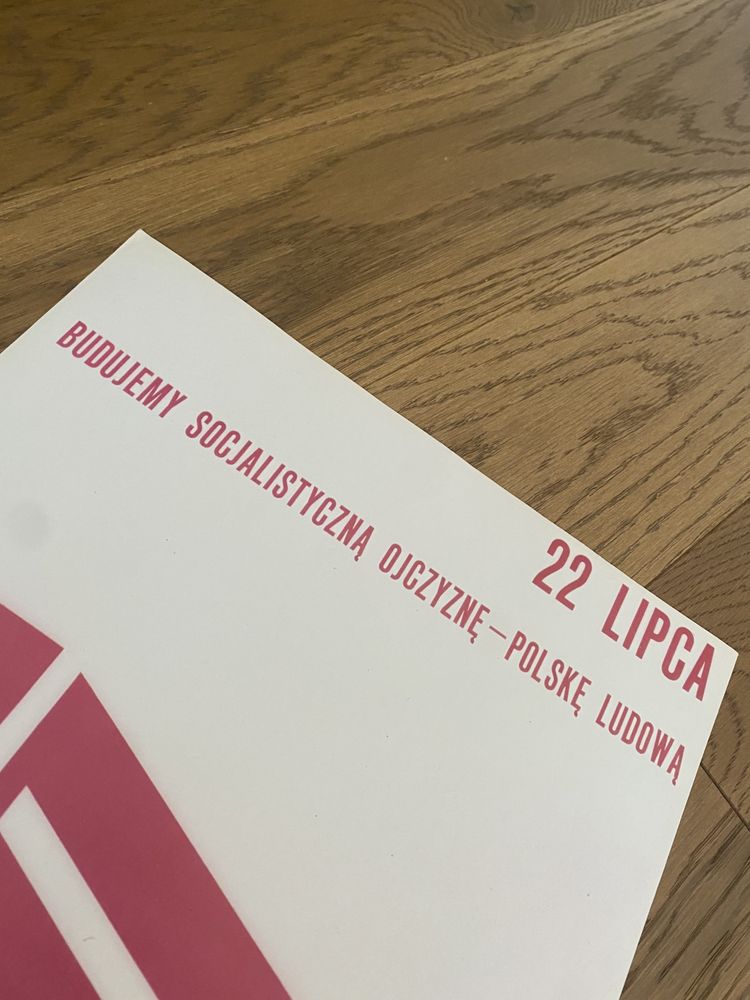 22 LIPCA
BUDUJEMY SOCJALISTYCZNĄ OJCZYZNĘ–POLSKĘ LUDOWĄ